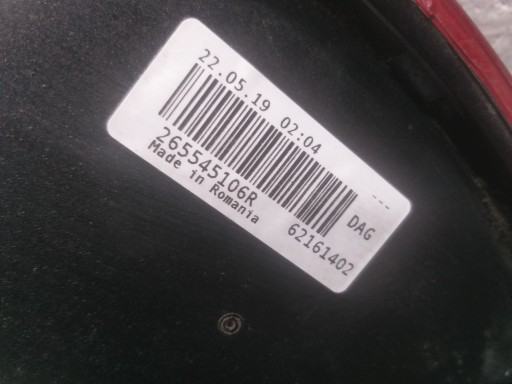 22.05.19 02:04
---
DAG
265545106R
Made in Romania
62161402